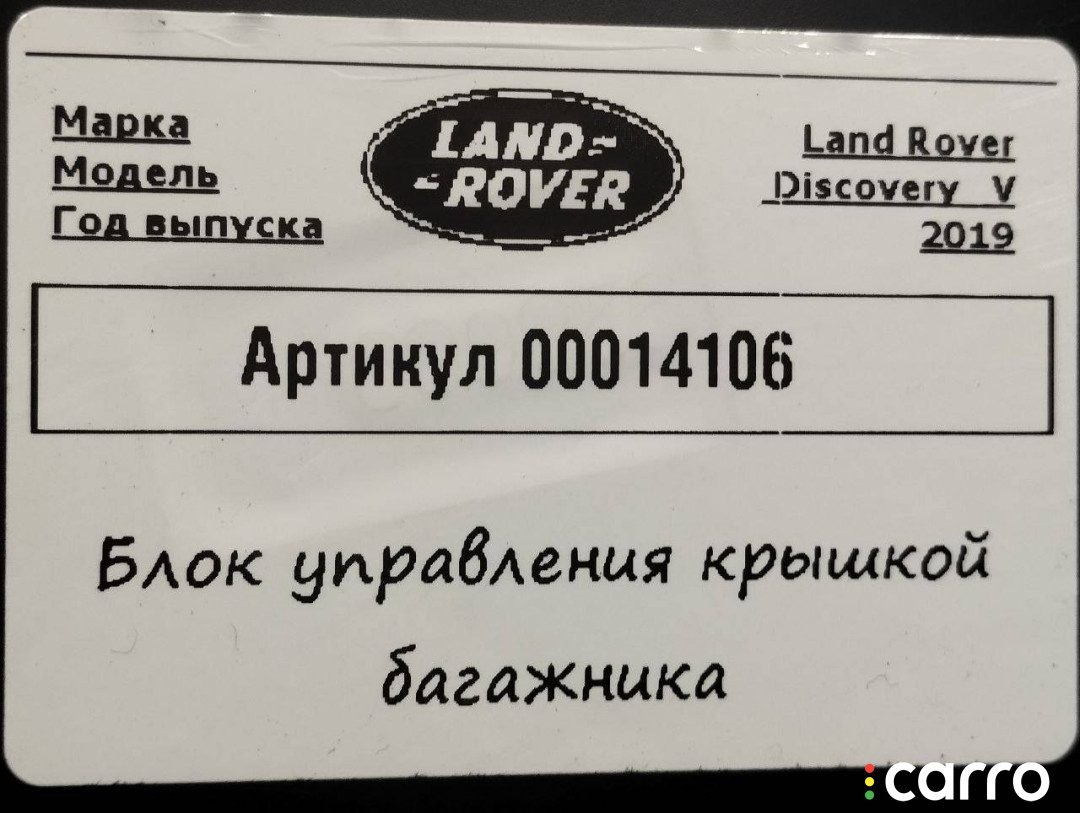 Марка
Модель
Год выпуска
LAND
ROVER
Land Rover
Discovery V
2019
Артикул 00014106
Блок управления крышкой
багажника
carro